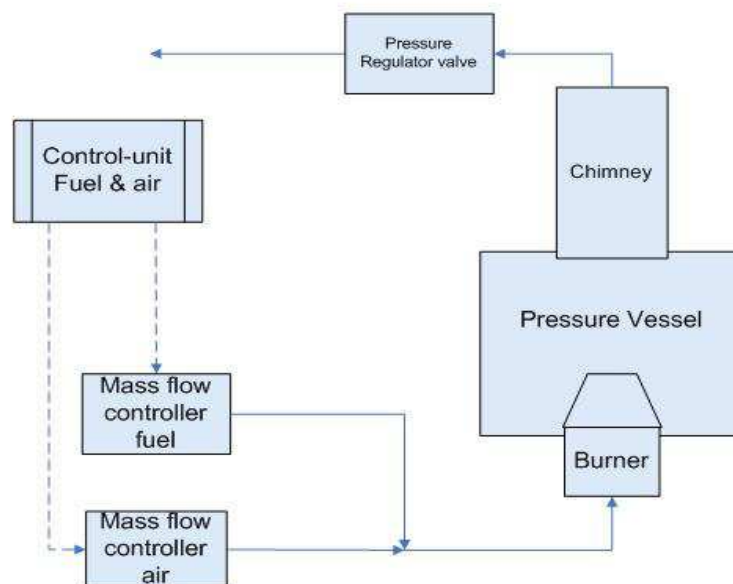 Pressure
Regulator valve
Control-unit
Fuel & air
Chimney
Pressure Vessel
Mass flow
controller
fuel
Burner
Mass flow
controller
air